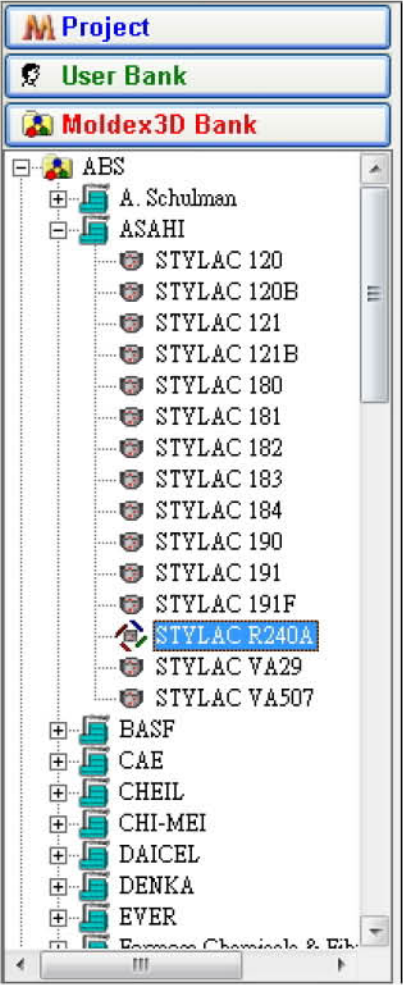 Project
User Bank
Moldex3D Bank
ABS
A. Schulman
ASAHI
STYLAC 120
STYLAC 120B
STYLAC 121
STYLAC 121B
STYLAC 180
STYLAC 181
STYLAC 182
STYLAC 183
STYLAC 184
STYLAC 190
STYLAC 191
STYLAC 191F
STYLAC R240A
STYLAC VA29
STYLAC VA507
BASF
CAE
CHEIL
CHI-MEI
DAICEL
DENKA
EVER